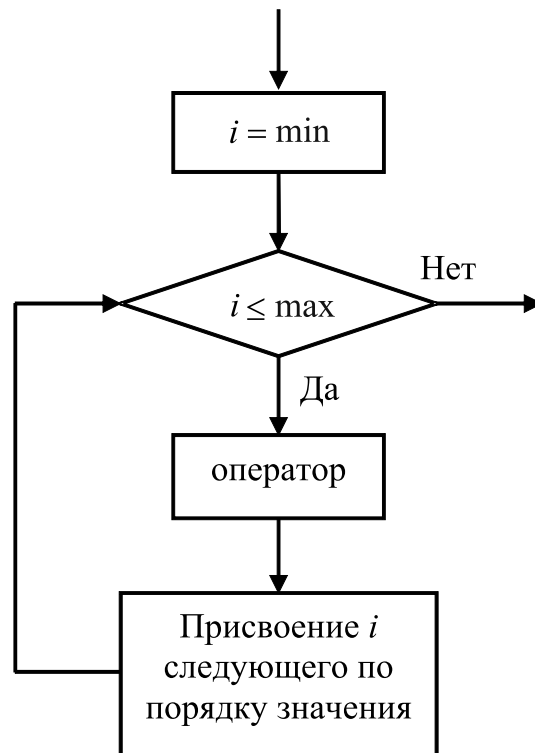 i = min
i ≤ max
Нет
Да
оператор
Присвоение i
следующего по
порядку значения